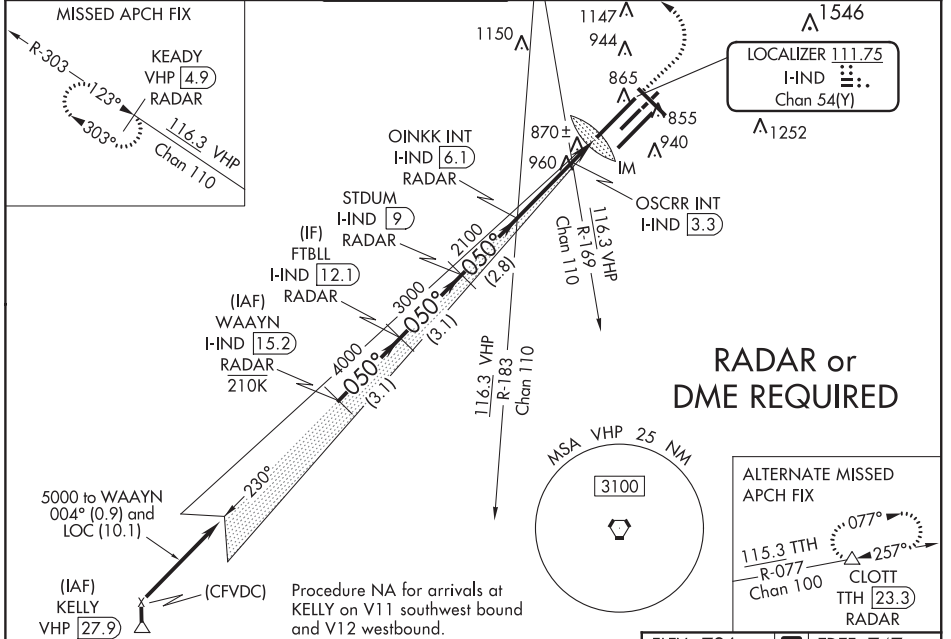 MISSED APCH FIX
R-303
KEADY
VHP 4.9
RADAR
123°
303°
116.3 VHP
Chan 110
1150
1147
944
865
1546
LOCALIZER 111.75
I-IND
Chan 54(Y)
855
940
1252
870±
960
IM
OINKK INT
I-IND 6.1
RADAR
OSCRR INT
I-IND 3.3
STDUM
I-IND 9
RADAR
(IF)
FTBLL
I-IND 12.1
RADAR
(IAF)
WAAYN
I-IND 15.2
RADAR
210K
2100
050°
(2.8)
3000
050°
(3.1)
4000
050°
(3.1)
116.3 VHP
R-169
Chan 110
116.3 VHP
R-183
Chan 110
RADAR or
DME REQUIRED
230°
5000 to WAAYN
004° (0.9) and
LOC (10.1)
(IAF)
KELLY
VHP 27.9
(CFVDC)
Procedure NA for arrivals at
KELLY on V11 southwest bound
and V12 westbound.
MSA VHP 25 NM
3100
ALTERNATE MISSED
APCH FIX
077°
257°
115.3 TTH
R-077
Chan 100
CLOTT
TTH 23.3
RADAR